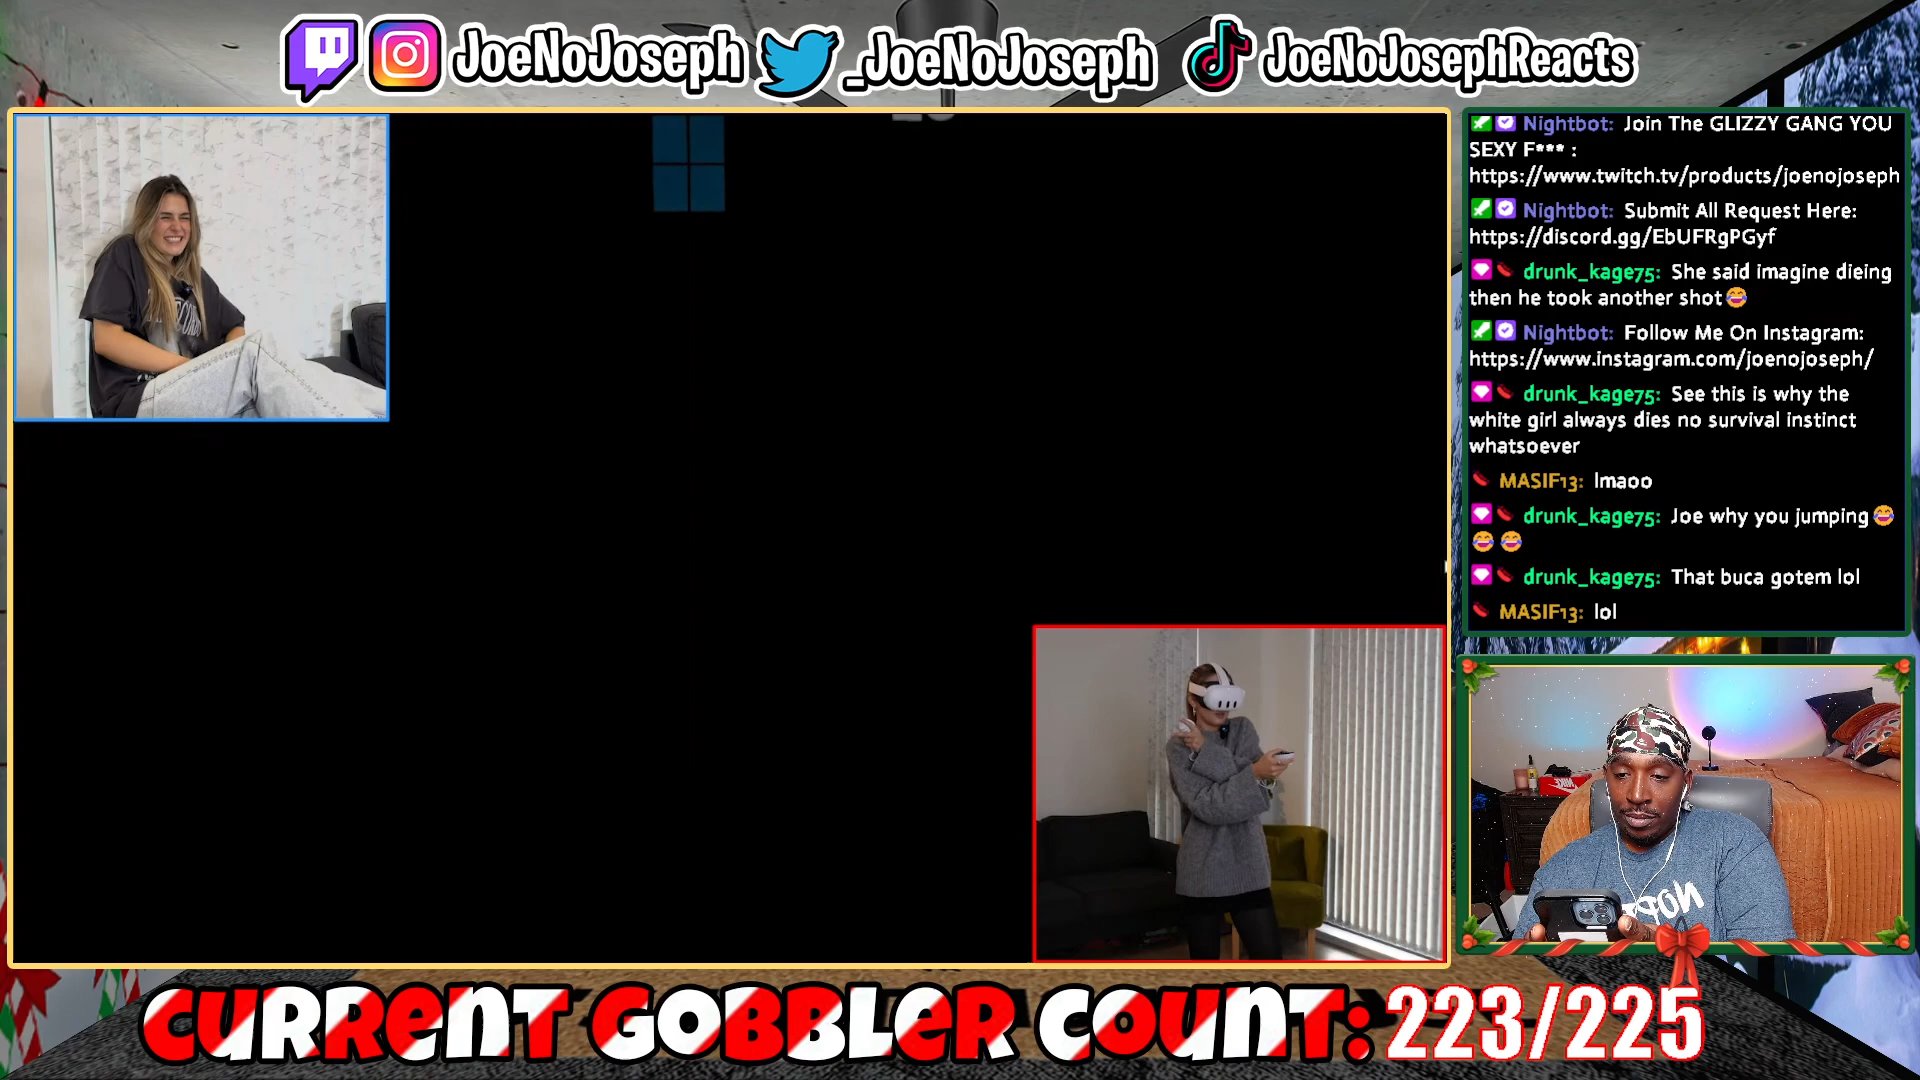 JoeNoJoseph _JoeNoJoseph JoeNoJosephReacts
Nightbot: Join The GLIZZY GANG YOU
SEXY F*** :
https://www.twitch.tv/products/joenojoseph
Nightbot: Submit All Request Here:
https://discord.gg/EbUFRgPGyf
drunk_kage75: She said imagine dieing
then he took another shot😂
Nightbot: Follow Me On Instagram:
https://www.instagram.com/joenojoseph/
drunk_kage75: See this is why the
white girl always dies no survival instinct
whatsoever
MASIF13: lmaoo
drunk_kage75: Joe why you jumping😂
😂 😂
drunk_kage75: That buca gotem lol
MASIF13: lol
CURRENT GOBBLER COUNT: 223/225